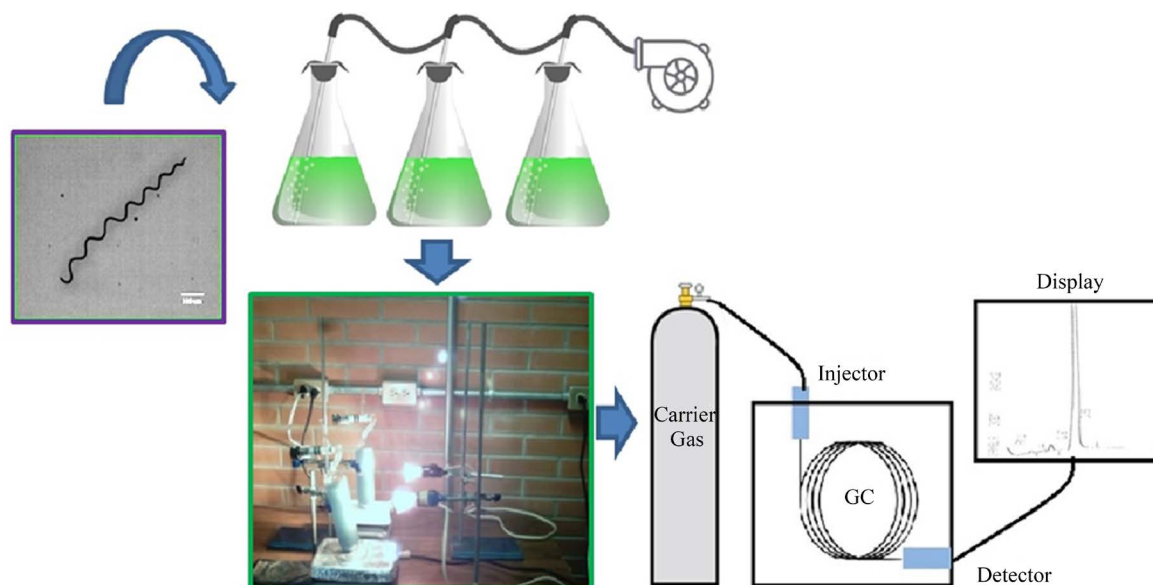 Display
Injector
Carrier
Gas
GC
Detector